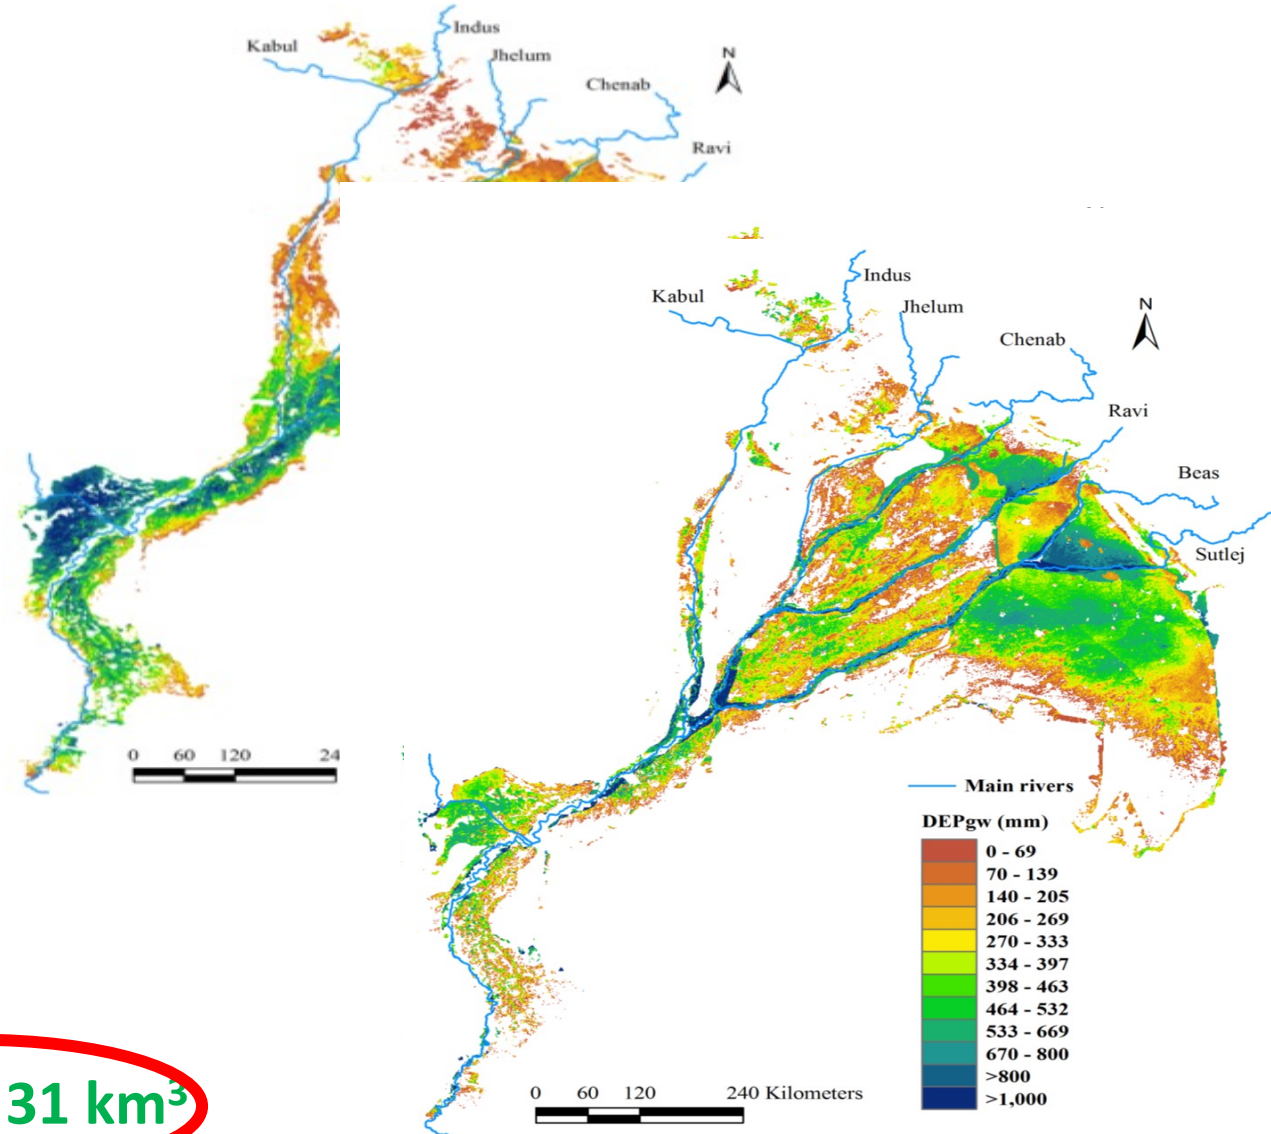 Indus
Kabul
Jhelum
N
Chenab
Ravi
Indus
Kabul
Jhelum
N
Chenab
Ravi
Beas
Sutlej
0 60 120 24
Main rivers
DEPgw (mm)
0 - 69
70 - 139
140 - 205
206 - 269
270 - 333
334 - 397
398 - 463
464 - 532
533 - 669
670 - 800
>800
>1,000
0 60 120 240 Kilometers
31 km³